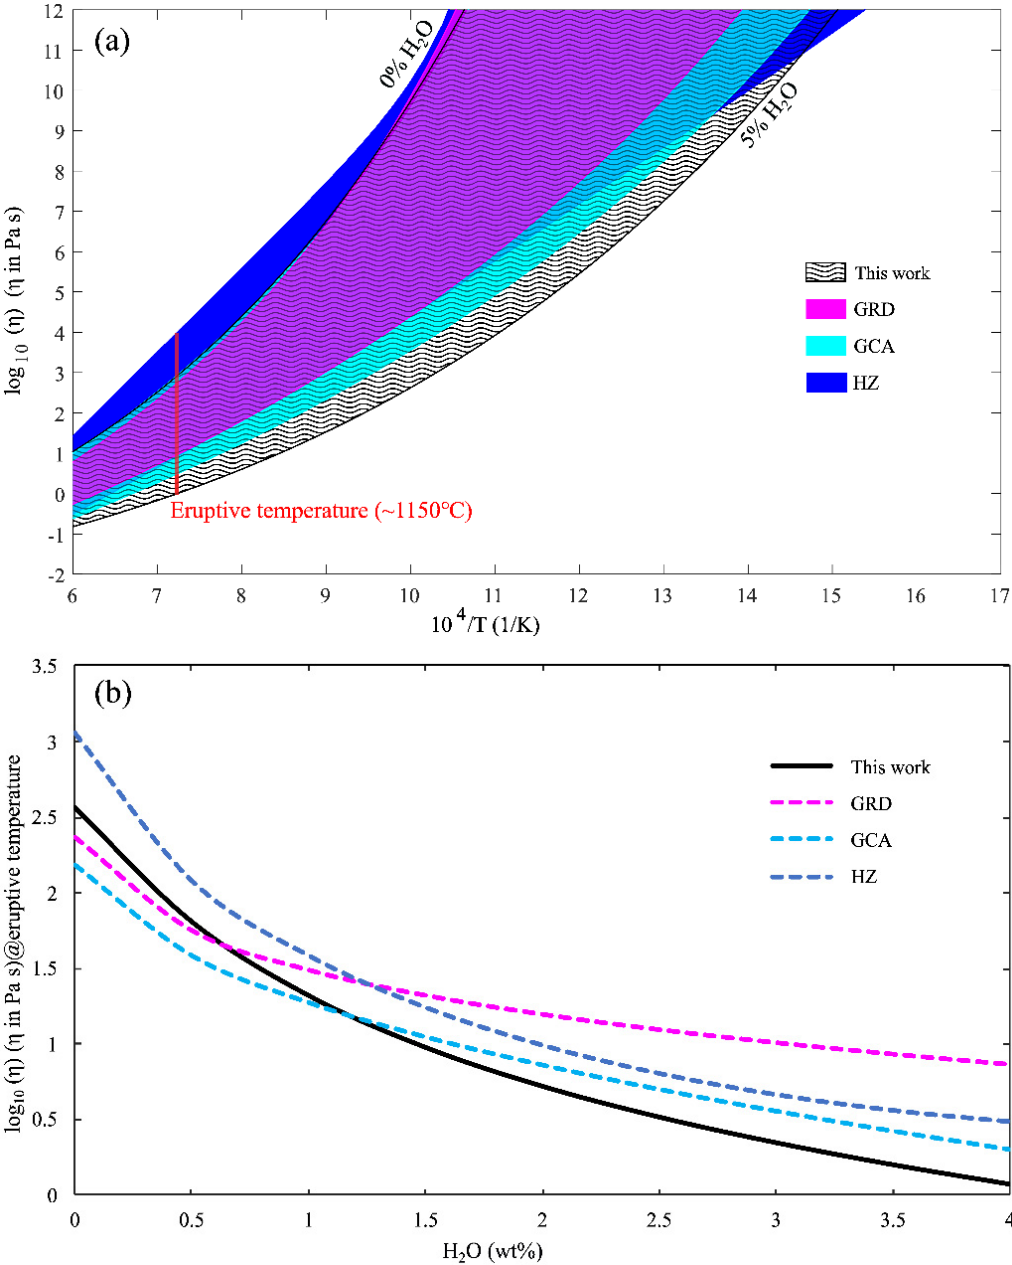 (a)
0% H₂O
5% H₂O
12
11
10
9
8
7
6
5
4
3
2
1
0
-1
-2
log₁₀ (η) (η in Pa s)
This work
GRD
GCA
HZ
Eruptive temperature (~1150℃)
6 7 8 9 10 11 12 13 14 15 16 17
10⁴/T (1/K)
(b)
3.5
3
2.5
2
1.5
1
0.5
0
log₁₀ (η) (η in Pa s)@eruptive temperature
This work
GRD
GCA
HZ
0 0.5 1 1.5 2 2.5 3 3.5 4
H₂O (wt%)